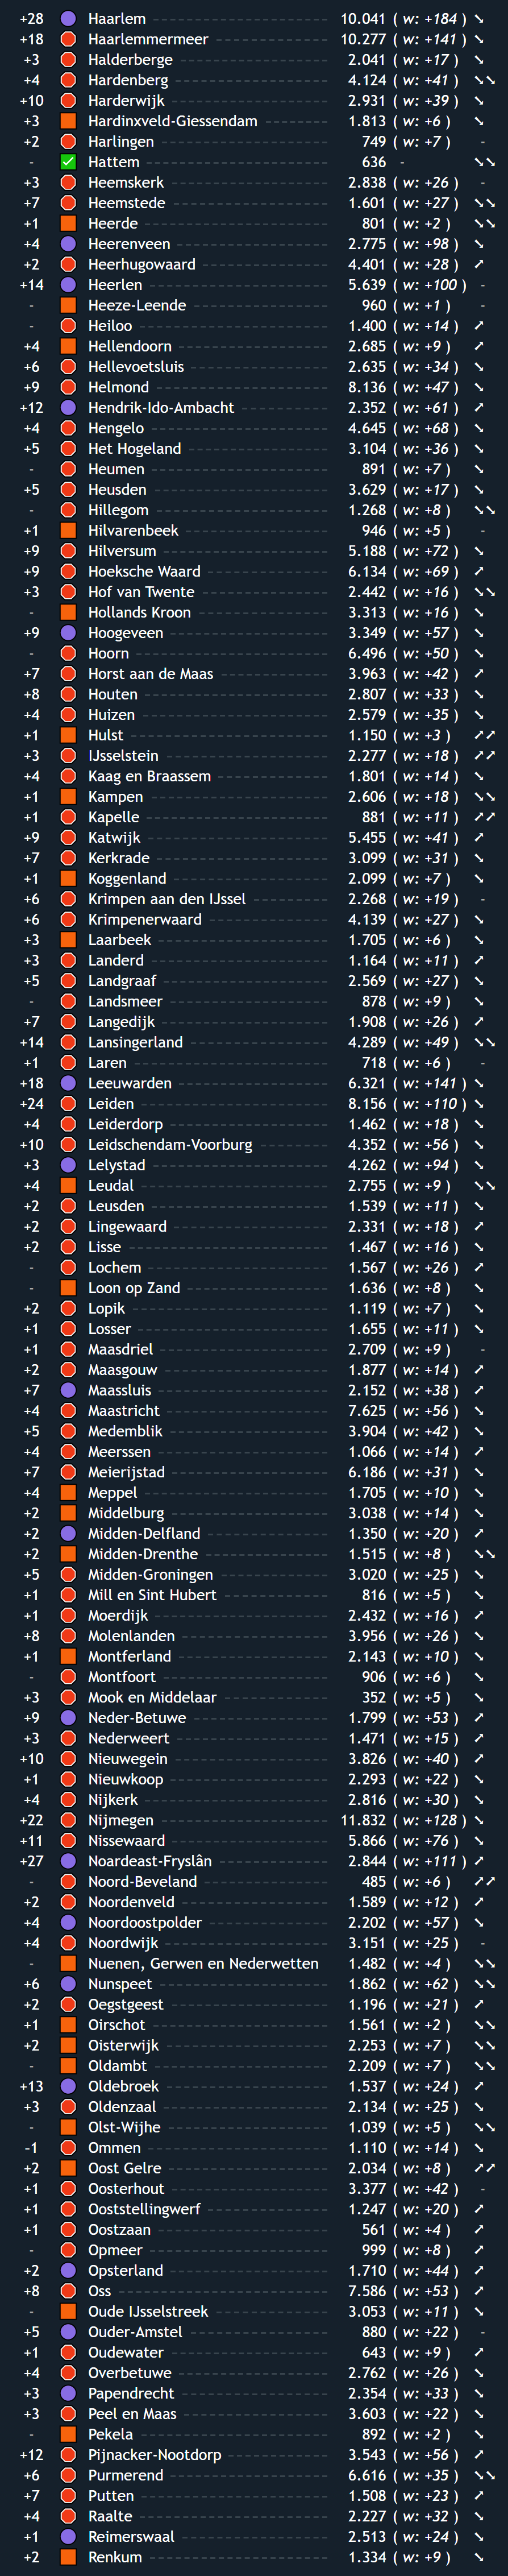 +28 Haarlem 10.041 ( w: +184 ) ➘
+18 Haarlemmermeer 10.277 ( w: +141 ) ➘
+3 Halderberge 2.041 ( w: +17 ) ➘
+4 Hardenberg 4.124 ( w: +41 ) ➘➘
+10 Harderwijk 2.931 ( w: +39 ) ➘
+3 Hardinxveld-Giessendam 1.813 ( w: +6 ) ➘
+2 Harlingen 749 ( w: +7 ) -
- Hattem 636 - ➘➘
+3 Heemskerk 2.838 ( w: +26 ) -
+7 Heemstede 1.601 ( w: +27 ) ➘➘
+1 Heerde 801 ( w: +2 ) ➘➘
+4 Heerenveen 2.775 ( w: +98 ) ➘
+2 Heerhugowaard 4.401 ( w: +28 ) ➚
+14 Heerlen 5.639 ( w: +100 ) -
- Heeze-Leende 960 ( w: +1 ) -
- Heiloo 1.400 ( w: +14 ) ➚
+4 Hellendoorn 2.685 ( w: +9 ) ➚
+6 Hellevoetsluis 2.635 ( w: +34 ) ➘
+9 Helmond 8.136 ( w: +47 ) ➘
+12 Hendrik-Ido-Ambacht 2.352 ( w: +61 ) ➚
+4 Hengelo 4.645 ( w: +68 ) ➘
+5 Het Hogeland 3.104 ( w: +36 ) ➘
- Heumen 891 ( w: +7 ) ➘
+5 Heusden 3.629 ( w: +17 ) ➘
- Hillegom 1.268 ( w: +8 ) ➘➘
+1 Hilvarenbeek 946 ( w: +5 ) -
+9 Hilversum 5.188 ( w: +72 ) ➘
+9 Hoeksche Waard 6.134 ( w: +69 ) ➚
+3 Hof van Twente 2.442 ( w: +16 ) ➘➘
- Hollands Kroon 3.313 ( w: +16 ) ➘
+9 Hoogeveen 3.349 ( w: +57 ) ➘
- Hoorn 6.496 ( w: +50 ) ➘
+7 Horst aan de Maas 3.963 ( w: +42 ) ➚
+8 Houten 2.807 ( w: +33 ) ➘
+4 Huizen 2.579 ( w: +35 ) ➘
+1 Hulst 1.150 ( w: +3 ) ➚➚
+3 IJsselstein 2.277 ( w: +18 ) ➚➚
+4 Kaag en Braassem 1.801 ( w: +14 ) ➘
+1 Kampen 2.606 ( w: +18 ) ➘➘
+1 Kapelle 881 ( w: +11 ) ➚➚
+9 Katwijk 5.455 ( w: +41 ) ➚
+7 Kerkrade 3.099 ( w: +31 ) ➘
+1 Koggenland 2.099 ( w: +7 ) ➘
+6 Krimpen aan den IJssel 2.268 ( w: +19 ) -
+6 Krimpenerwaard 4.139 ( w: +27 ) ➘
+3 Laarbeek 1.705 ( w: +6 ) ➘
+3 Landerd 1.164 ( w: +11 ) ➚
+5 Landgraaf 2.569 ( w: +27 ) ➘
- Landsmeer 878 ( w: +9 ) ➘
+7 Langedijk 1.908 ( w: +26 ) ➚
+14 Lansingerland 4.289 ( w: +49 ) ➘➘
+1 Laren 718 ( w: +6 ) -
+18 Leeuwarden 6.321 ( w: +141 ) ➘
+24 Leiden 8.156 ( w: +110 ) ➘
+4 Leiderdorp 1.462 ( w: +18 ) ➘
+10 Leidschendam-Voorburg 4.352 ( w: +56 ) ➘
+3 Lelystad 4.262 ( w: +94 ) ➘
+4 Leudal 2.755 ( w: +9 ) ➘➘
+2 Leusden 1.539 ( w: +11 ) ➘
+2 Lingewaard 2.331 ( w: +18 ) ➚
+2 Lisse 1.467 ( w: +16 ) ➘
- Lochem 1.567 ( w: +26 ) ➚
- Loon op Zand 1.636 ( w: +8 ) ➘
+2 Lopik 1.119 ( w: +7 ) ➘
+1 Losser 1.655 ( w: +11 ) ➘
+1 Maasdriel 2.709 ( w: +9 ) -
+2 Maasgouw 1.877 ( w: +14 ) ➚
+7 Maassluis 2.152 ( w: +38 ) ➚
+4 Maastricht 7.625 ( w: +56 ) ➘
+5 Medemblik 3.904 ( w: +42 ) ➘
+4 Meerssen 1.066 ( w: +14 ) ➚
+7 Meierijstad 6.186 ( w: +31 ) ➘
+4 Meppel 1.705 ( w: +10 ) ➘
+2 Middelburg 3.038 ( w: +14 ) ➘
+2 Midden-Delfland 1.350 ( w: +20 ) ➚
+2 Midden-Drenthe 1.515 ( w: +8 ) ➘➘
+5 Midden-Groningen 3.020 ( w: +25 ) ➘
+1 Mill en Sint Hubert 816 ( w: +5 ) ➘
+1 Moerdijk 2.432 ( w: +16 ) ➚
+8 Molenlanden 3.956 ( w: +26 ) ➘
+1 Montferland 2.143 ( w: +10 ) ➘
- Montfoort 906 ( w: +6 ) ➘
+3 Mook en Middelaar 352 ( w: +5 ) ➘
+9 Neder-Betuwe 1.799 ( w: +53 ) ➚
+3 Nederweert 1.471 ( w: +15 ) ➚
+10 Nieuwegein 3.826 ( w: +40 ) ➚
+1 Nieuwkoop 2.293 ( w: +22 ) ➘
+4 Nijkerk 2.816 ( w: +30 ) ➘
+22 Nijmegen 11.832 ( w: +128 ) ➘
+11 Nissewaard 5.866 ( w: +76 ) ➘
+27 Noardeast-Fryslân 2.844 ( w: +111 ) ➚
- Noord-Beveland 485 ( w: +6 ) ➚➚
+2 Noordenveld 1.589 ( w: +12 ) ➚
+4 Noordoostpolder 2.202 ( w: +57 ) ➘
+4 Noordwijk 3.151 ( w: +25 ) -
- Nuenen, Gerwen en Nederwetten 1.482 ( w: +4 ) ➘➘
+6 Nunspeet 1.862 ( w: +62 ) ➘➘
+2 Oegstgeest 1.196 ( w: +21 ) ➚
+1 Oirschot 1.561 ( w: +2 ) ➘➘
+2 Oisterwijk 2.253 ( w: +7 ) ➘➘
- Oldambt 2.209 ( w: +7 ) ➘➘
+13 Oldebroek 1.537 ( w: +24 ) ➚
+3 Oldenzaal 2.134 ( w: +25 ) ➘
- Olst-Wijhe 1.039 ( w: +5 ) ➘➘
-1 Ommen 1.110 ( w: +14 ) ➘
+2 Oost Gelre 2.034 ( w: +8 ) ➚➚
+1 Oosterhout 3.377 ( w: +42 ) -
+1 Ooststellingwerf 1.247 ( w: +20 ) ➚
+1 Oostzaan 561 ( w: +4 ) ➚
- Opmeer 999 ( w: +8 ) ➚
+2 Opsterland 1.710 ( w: +44 ) ➚
+8 Oss 7.586 ( w: +53 ) ➚
- Oude IJsselstreek 3.053 ( w: +11 ) ➘
+5 Ouder-Amstel 880 ( w: +22 ) -
+1 Oudewater 643 ( w: +9 ) ➚
+4 Overbetuwe 2.762 ( w: +26 ) ➘
+3 Papendrecht 2.354 ( w: +33 ) ➘
+3 Peel en Maas 3.603 ( w: +22 ) ➘
- Pekela 892 ( w: +2 ) ➘
+12 Pijnacker-Nootdorp 3.543 ( w: +56 ) ➚
+6 Purmerend 6.616 ( w: +35 ) ➘➘
+7 Putten 1.508 ( w: +23 ) ➚
+4 Raalte 2.227 ( w: +32 ) ➘
+1 Reimerswaal 2.513 ( w: +24 ) ➘
+2 Renkum 1.334 ( w: +9 ) ➘